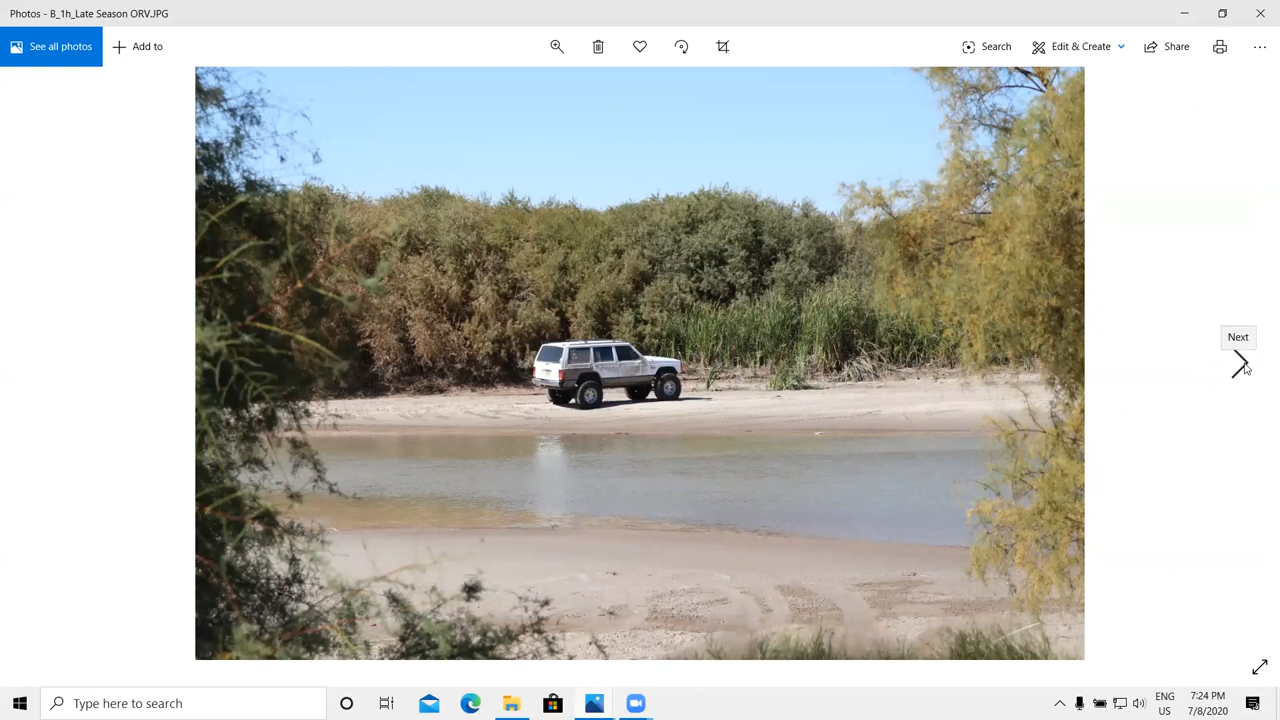 Photos - B_1h_Late Season ORV.JPG
See all photos
Add to
Search
Edit & Create
Share
Next
Type here to search
ENG
US
7:24 PM
7/8/2020